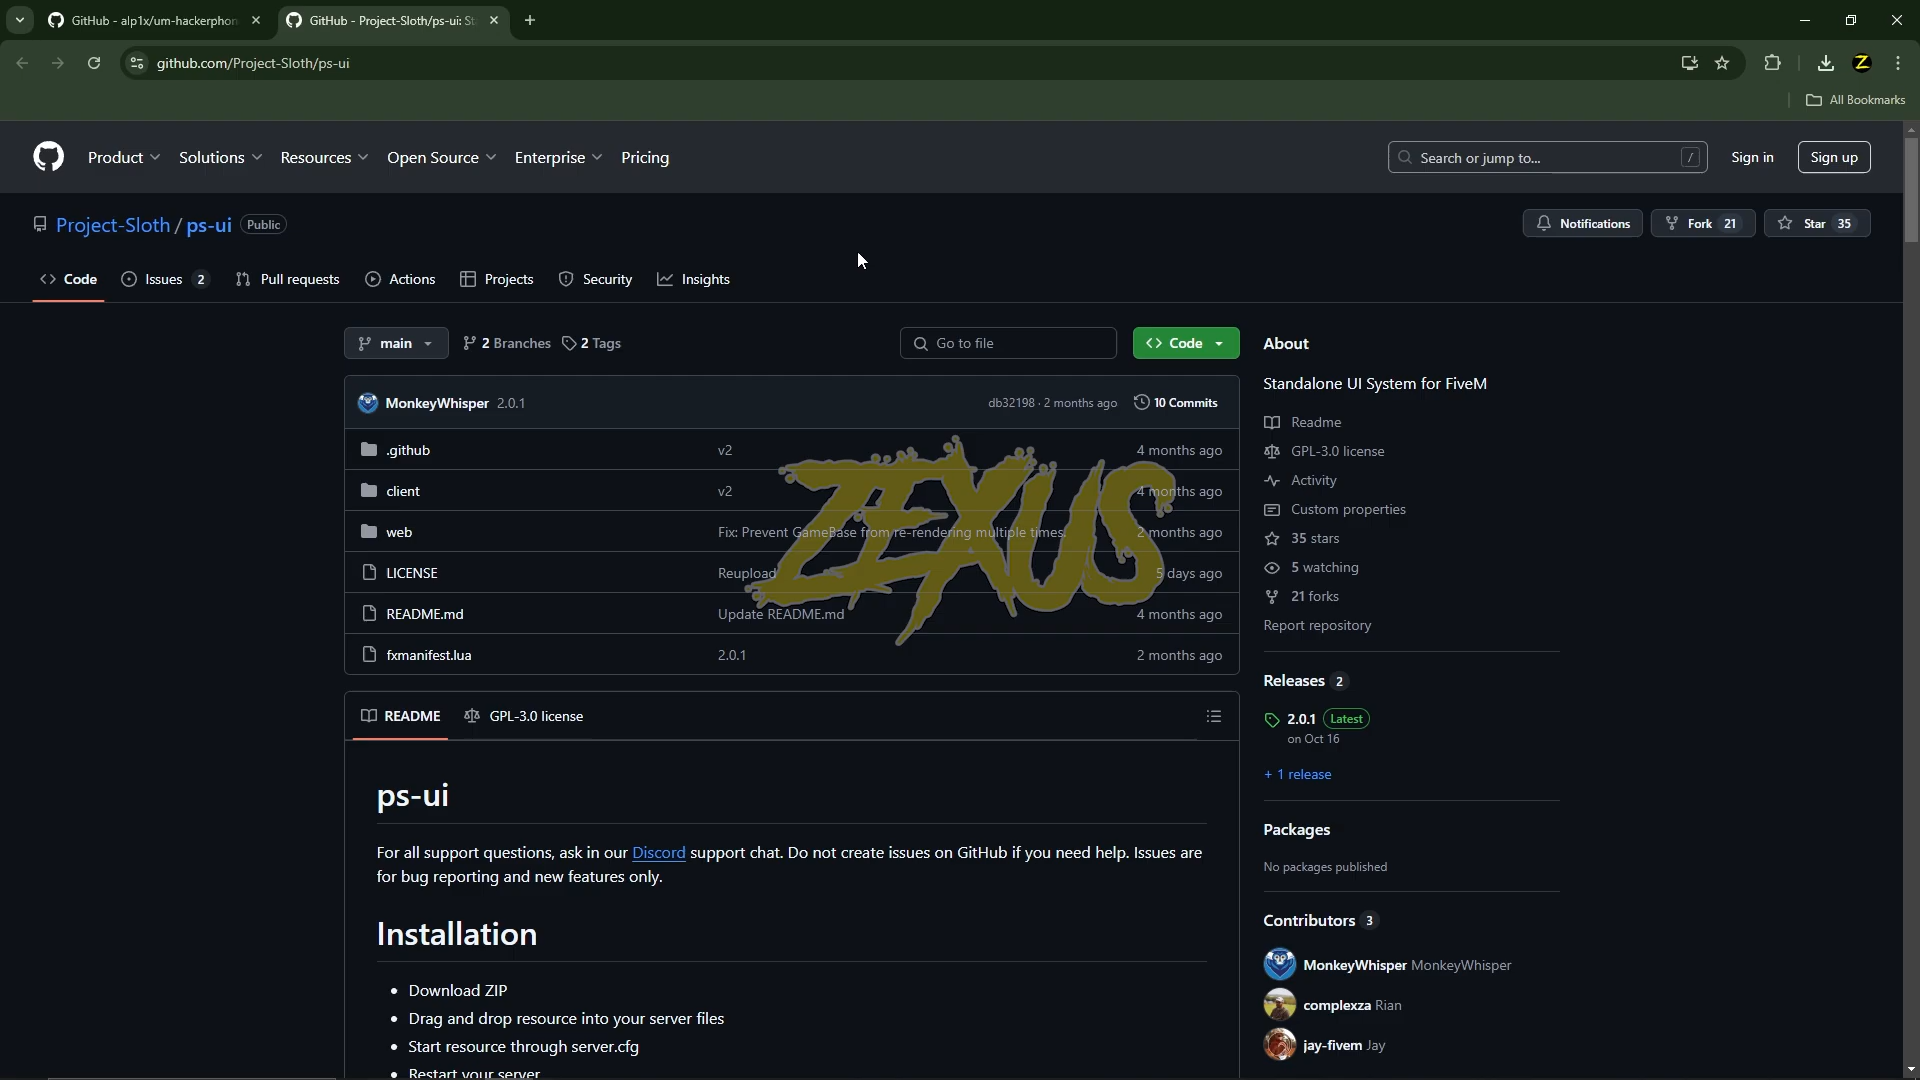 GitHub - alp1x/um-hackerphon
GitHub - Project-Sloth/ps-ui: St
github.com/Project-Sloth/ps-ui
Z
All Bookmarks
Product
Solutions
Resources
Open Source
Enterprise
Pricing
Search or jump to...
/
Sign in
Sign up
Project-Sloth / ps-ui
Public
Notifications
Fork 21
Star 35
Code
Issues 2
Pull requests
Actions
Projects
Security
Insights
main
2 Branches
2 Tags
Go to file
Code
MonkeyWhisper 2.0.1
db32198 · 2 months ago
10 Commits
.github
v2
4 months ago
client
v2
4 months ago
web
Fix: Prevent GameBase from re-rendering multiple times.
2 months ago
LICENSE
Reupload
5 days ago
README.md
Update README.md
4 months ago
fxmanifest.lua
2.0.1
2 months ago
ZEXUS
README
GPL-3.0 license
ps-ui
For all support questions, ask in our Discord support chat. Do not create issues on GitHub if you need help. Issues are
for bug reporting and new features only.
Installation
• Download ZIP
• Drag and drop resource into your server files
• Start resource through server.cfg
• Restart your server
About
Standalone UI System for FiveM
Readme
GPL-3.0 license
Activity
Custom properties
35 stars
5 watching
21 forks
Report repository
Releases 2
2.0.1 Latest
on Oct 16
+ 1 release
Packages
No packages published
Contributors 3
MonkeyWhisper MonkeyWhisper
complexza Rian
jay-fivem Jay